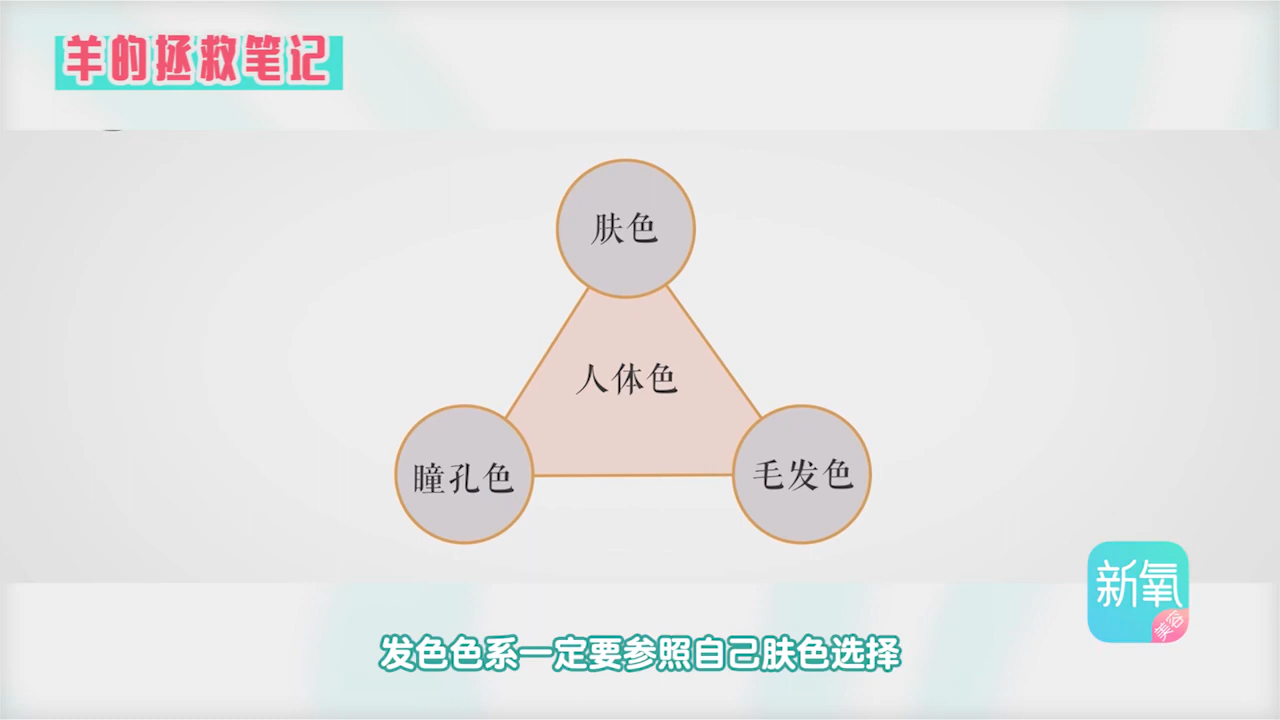 羊的拯救笔记
肤色
人体色
瞳孔色
毛发色
新氧
美容
发色色系一定要参照自己肤色选择